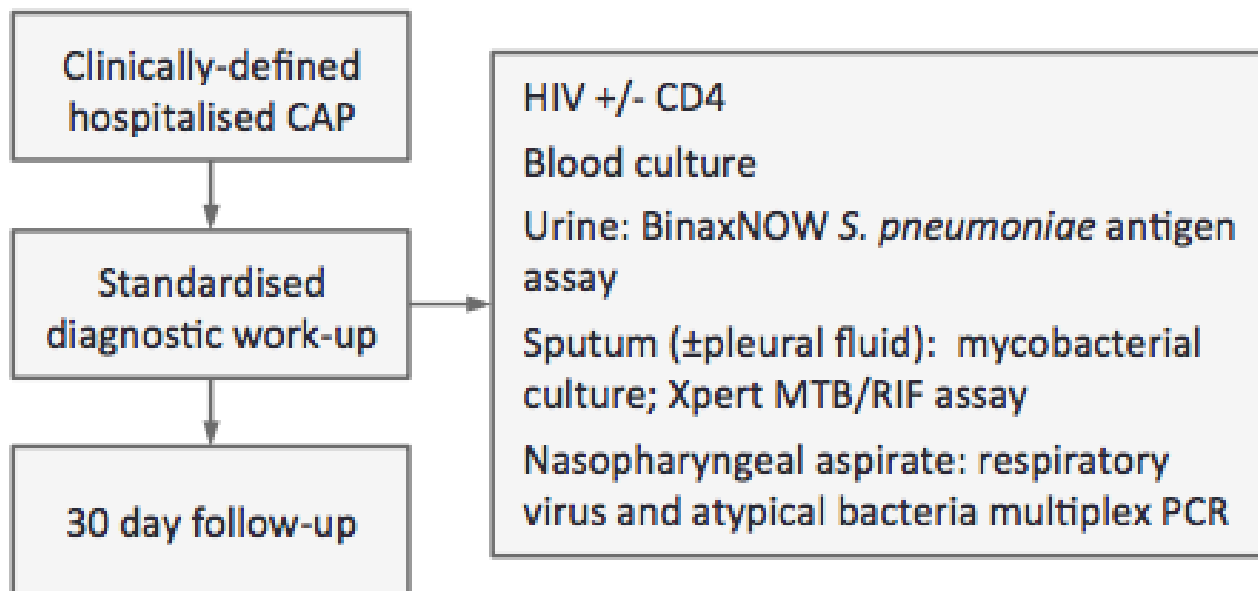 Clinically-defined
hospitalised CAP
Standardised
diagnostic work-up
30 day follow-up
HIV +/- CD4
Blood culture
Urine: BinaxNOW S. pneumoniae antigen
assay
Sputum (±pleural fluid): mycobacterial
culture; Xpert MTB/RIF assay
Nasopharyngeal aspirate: respiratory
virus and atypical bacteria multiplex PCR